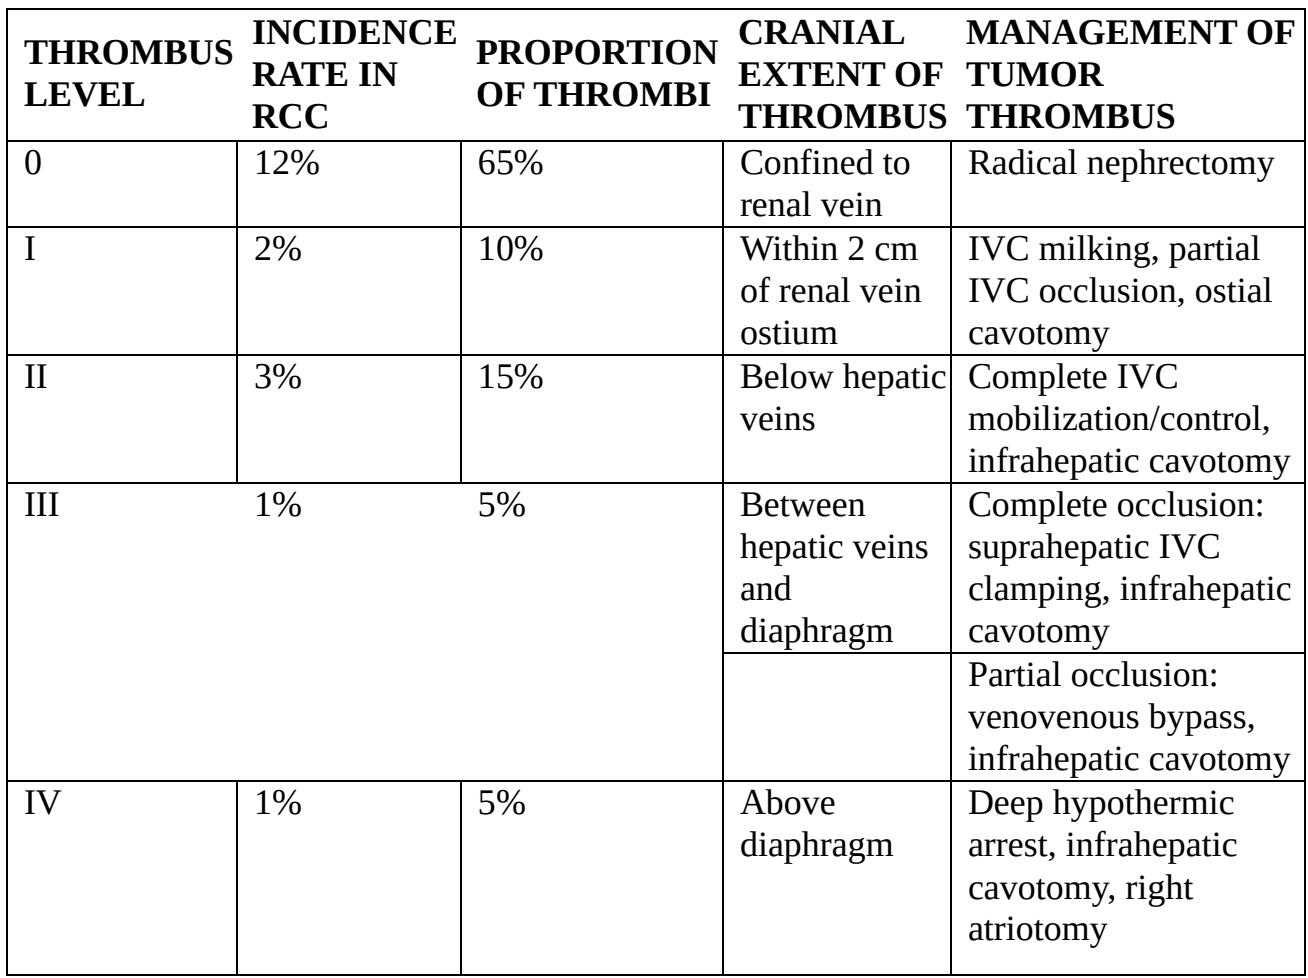 THROMBUS LEVEL
INCIDENCE RATE IN RCC
PROPORTION OF THROMBI
CRANIAL EXTENT OF THROMBUS
MANAGEMENT OF TUMOR THROMBUS
0
12%
65%
Confined to
renal vein
Radical nephrectomy
I
2%
10%
Within 2 cm
of renal vein
ostium
IVC milking, partial
IVC occlusion, ostial
cavotomy
II
3%
15%
Below hepatic
veins
Complete IVC
mobilization/control,
infrahepatic cavotomy
III
1%
5%
Between
hepatic veins
and
diaphragm
Complete occlusion:
suprahepatic IVC
clamping, infrahepatic
cavotomy
Partial occlusion:
venovenous bypass,
infrahepatic cavotomy
IV
1%
5%
Above
diaphragm
Deep hypothermic
arrest, infrahepatic
cavotomy, right
atriotomy